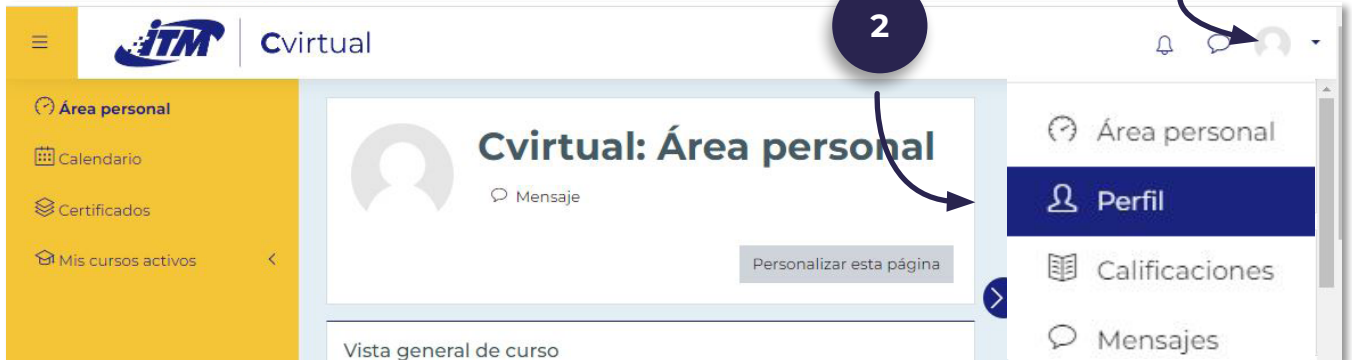 2
iTM
Cvirtual
Área personal
Calendario
Certificados
Mis cursos activos
Cvirtual: Área personal
Mensaje
Personalizar esta página
Vista general de curso
Área personal
Perfil
Calificaciones
Mensajes